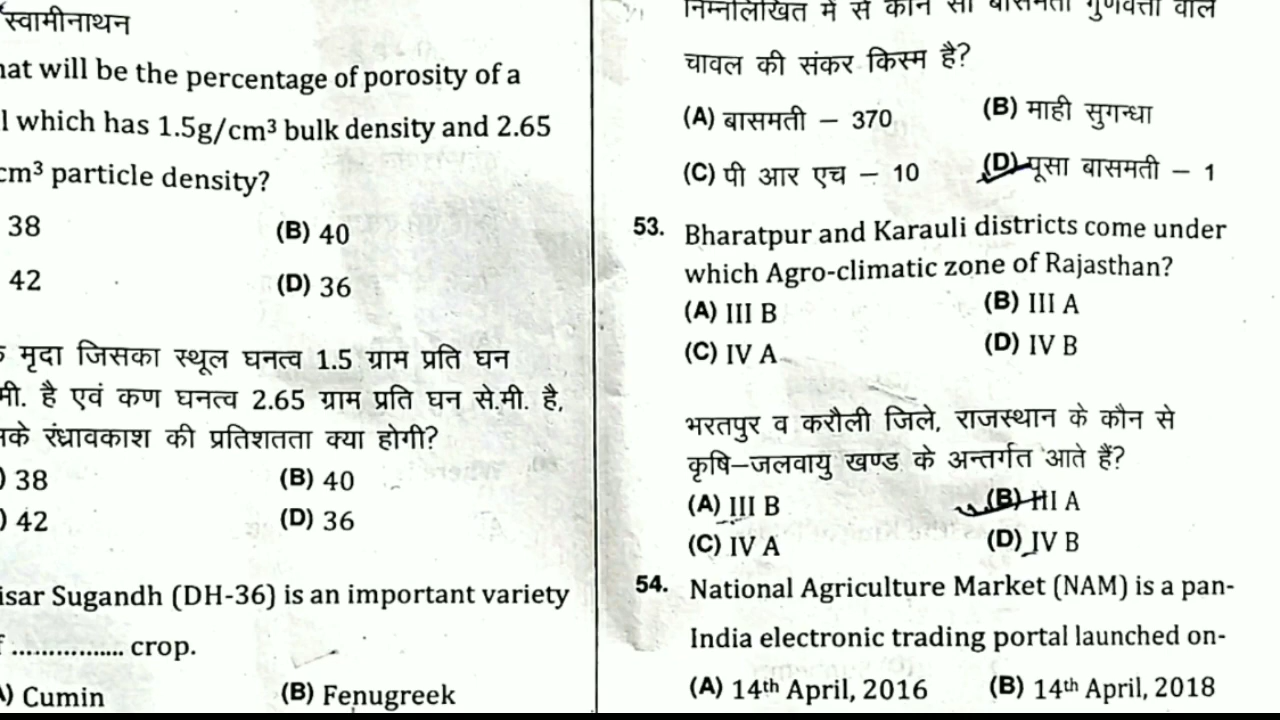 स्वामीनाथन
will be the percentage of porosity of a
which has 1.5g/cm³ bulk density and 2.65
cm³ particle density?
38
(B) 40
42
(D) 36
मृदा जिसका स्थूल घनत्व 1.5 ग्राम प्रति घन
मी. है एवं कण घनत्व 2.65 ग्राम प्रति घन से.मी. है,
रंधावकाश की प्रतिशतता क्या होगी?
) 38
(B) 40
) 42
(D) 36
Sugandh (DH-36) is an important variety
................ crop.
) Cumin
(B) Fenugreek
निम्नलिखित में से कौन सी बासमती गुणवत्ता वाले
चावल की संकर किस्म है?
(A) बासमती – 370
(B) माही सुगन्धा
(C) पी आर एच – 10
(D) पूसा बासमती – 1
53. Bharatpur and Karauli districts come under
which Agro-climatic zone of Rajasthan?
(A) III B
(B) III A
(C) IV A
(D) IV B
भरतपुर व करौली जिले, राजस्थान के कौन से
कृषि–जलवायु खण्ड के अन्तर्गत आते हैं?
(A) III B
(B) III A
(C) IV A
(D) IV B
54. National Agriculture Market (NAM) is a pan-
India electronic trading portal launched on-
(A) 14th April, 2016
(B) 14th April, 2018